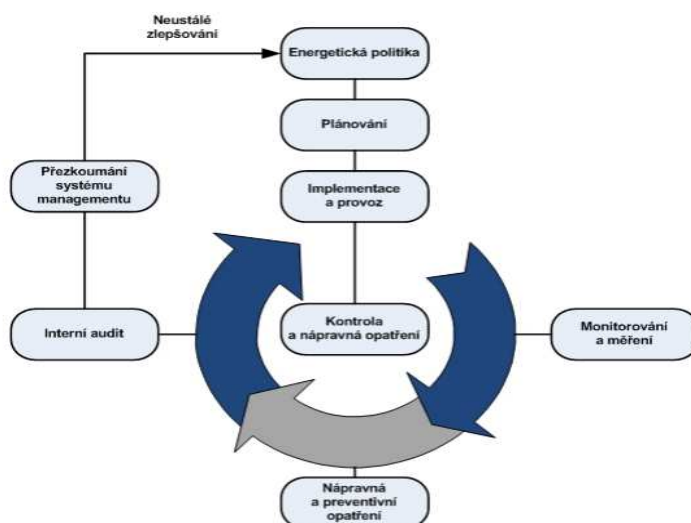 Neustálé
zlepšování
Energetická politika
Plánování
Přezkoumání
systému
managementu
Implementace
a provoz
Interní audit
Kontrola
a nápravná opatření
Monitorování
a měření
Nápravná
a preventivní
opatření